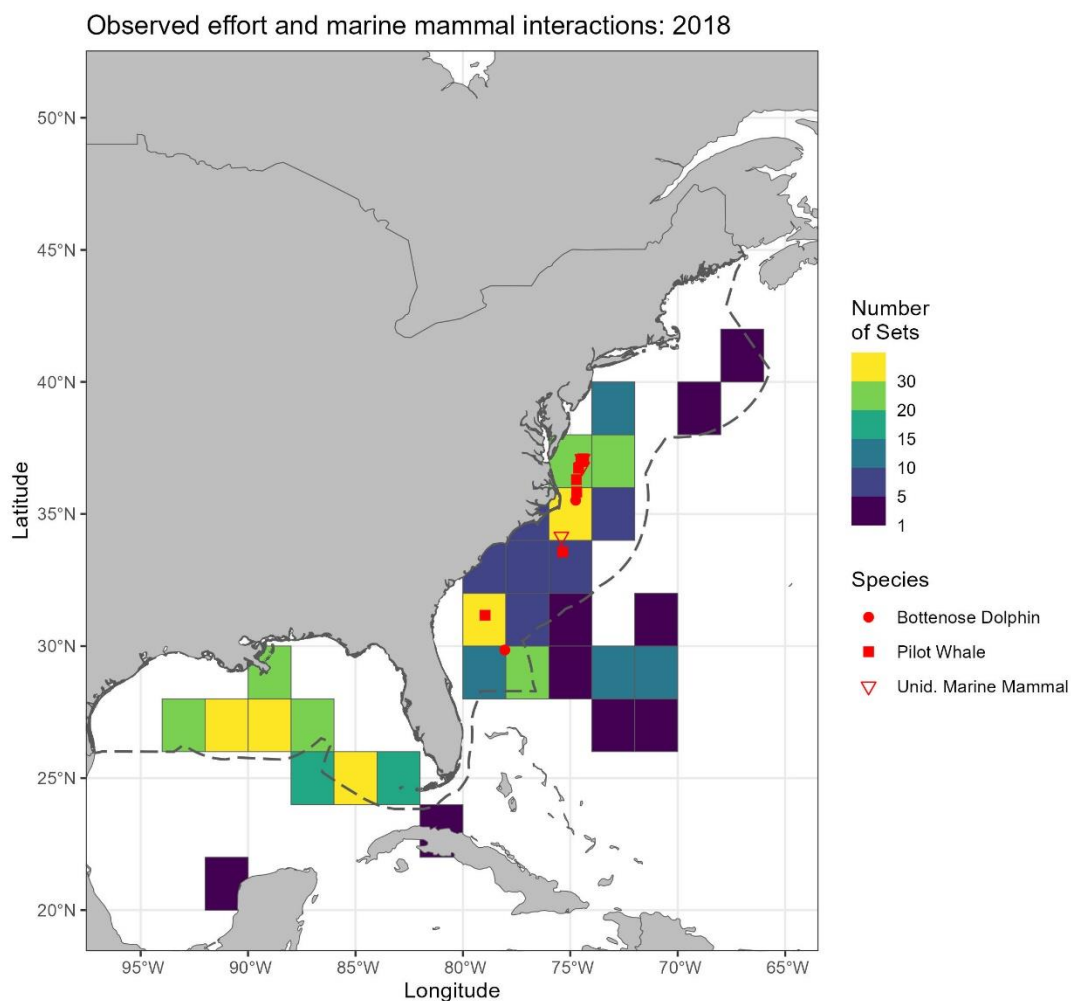 Observed effort and marine mammal interactions: 2018
50°N
45°N
40°N
35°N
30°N
25°N
20°N
Latitude
95°W 90°W 85°W 80°W 75°W 70°W 65°W
Longitude
Number
of Sets
30
20
15
10
5
1
Species
Bottenose Dolphin
Pilot Whale
Unid. Marine Mammal